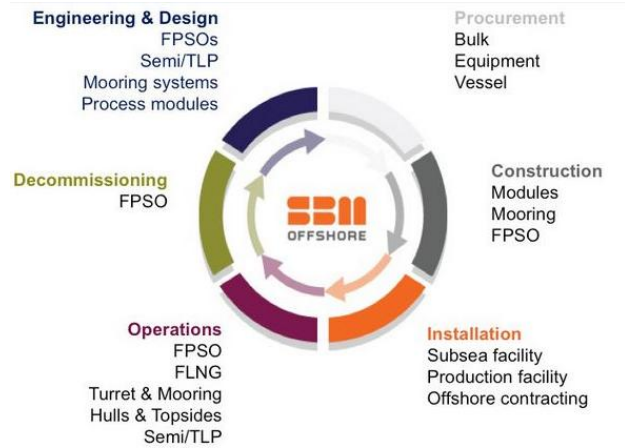 Engineering & Design
FPSOs
Semi/TLP
Mooring systems
Process modules
Procurement
Bulk
Equipment
Vessel
Decommissioning
FPSO
SBM
OFFSHORE
Construction
Modules
Mooring
FPSO
Operations
FPSO
FLNG
Turret & Mooring
Hulls & Topsides
Semi/TLP
Installation
Subsea facility
Production facility
Offshore contracting